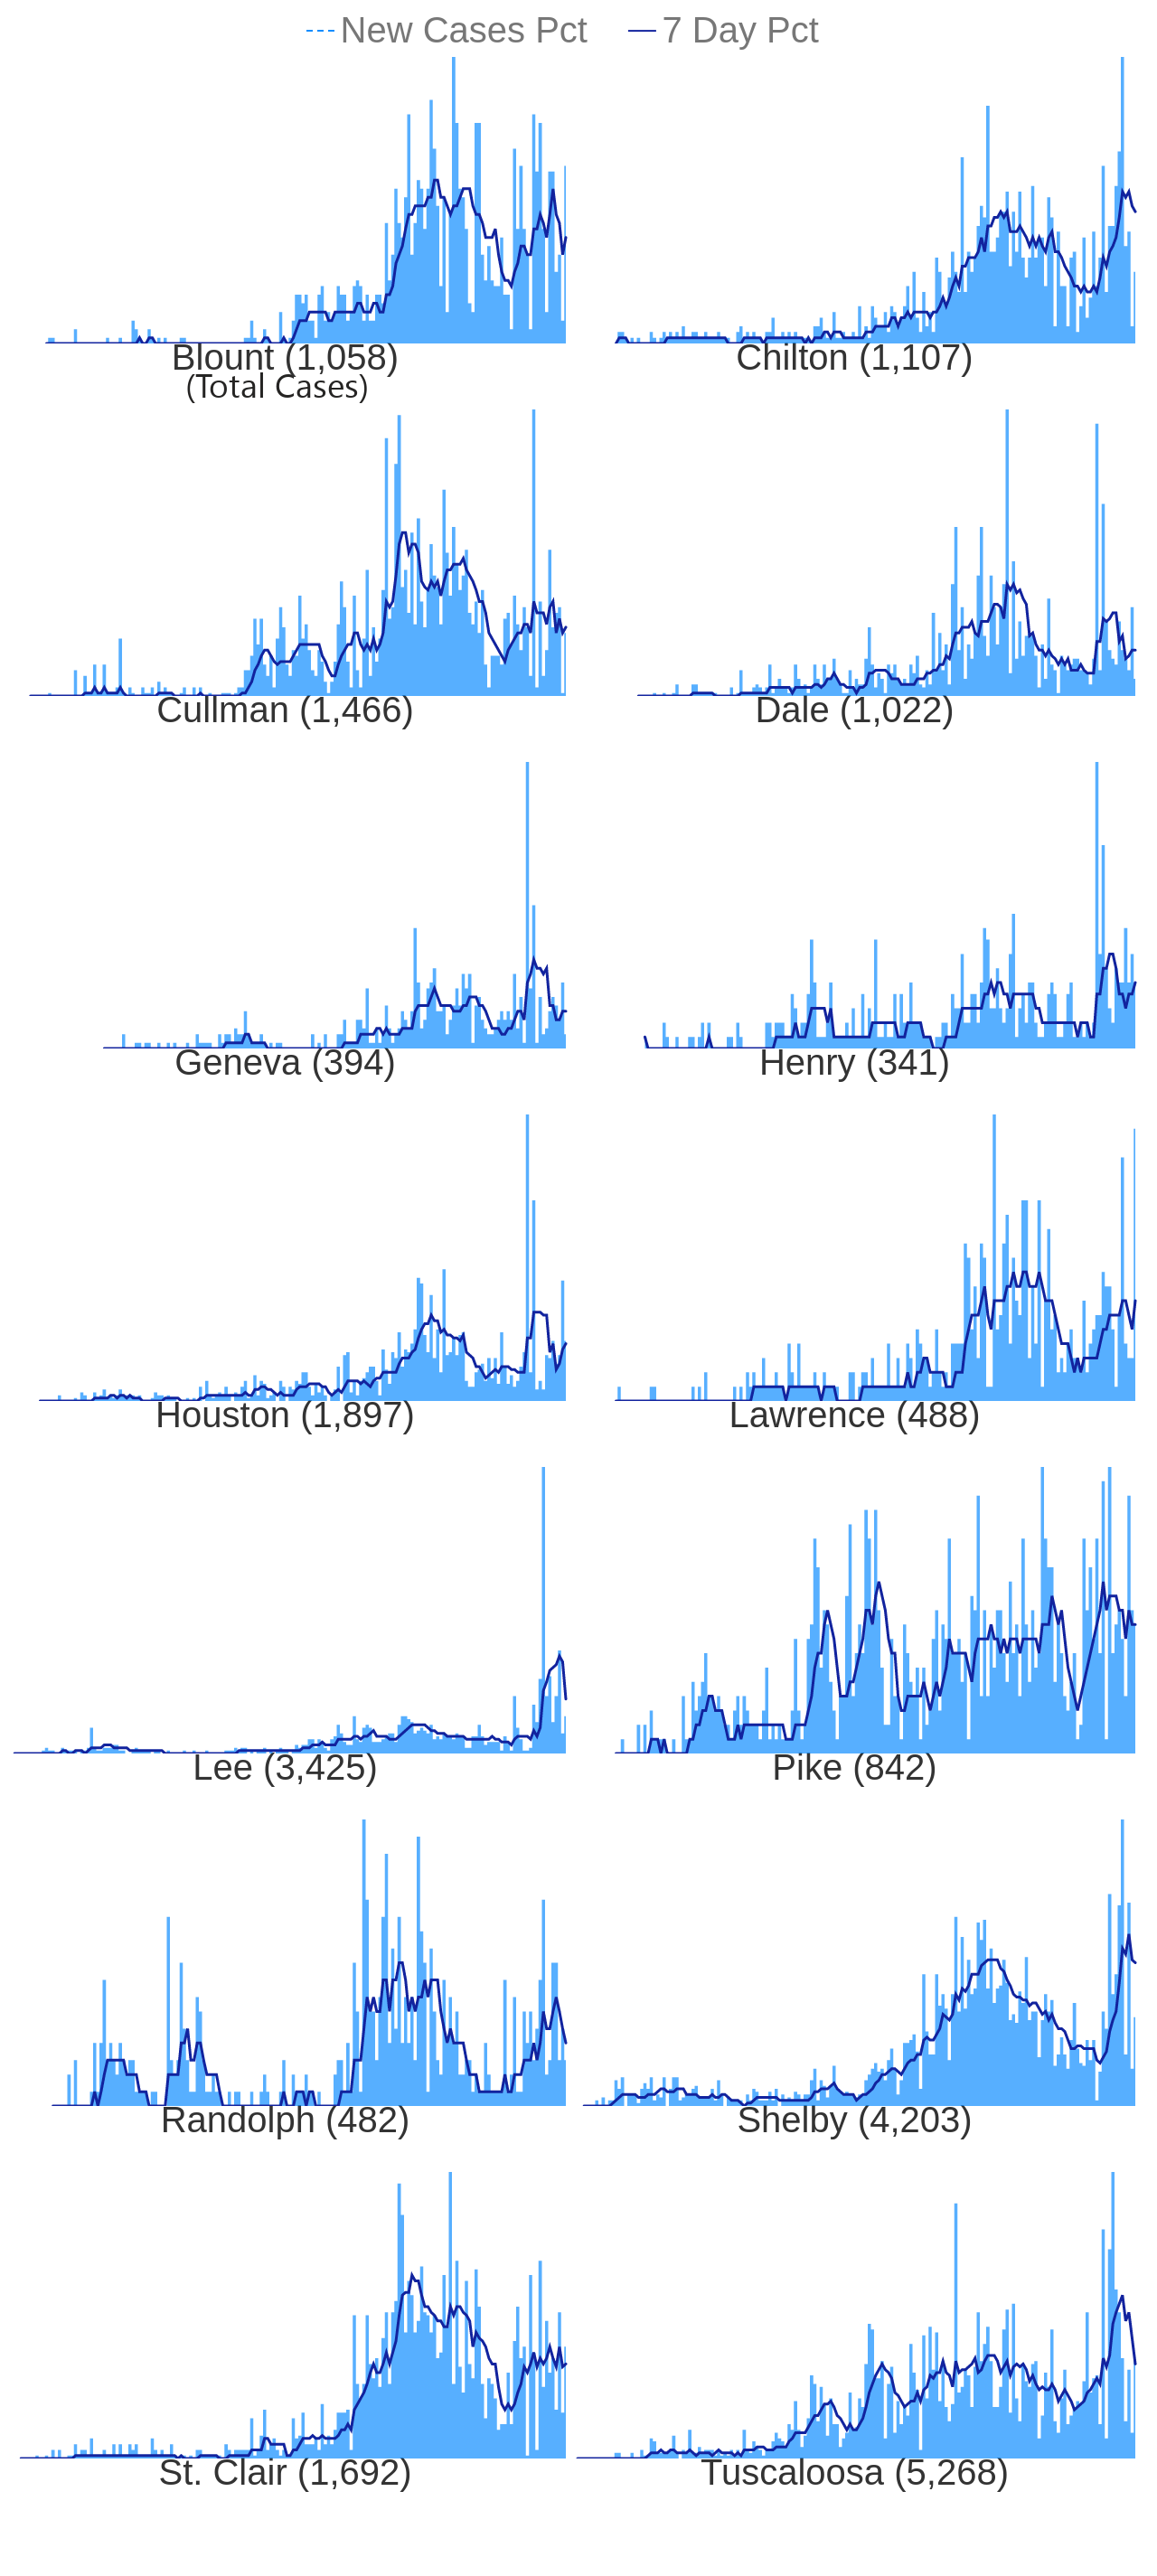 New Cases Pct 7 Day Pct
Blount (1,058) Chilton (1,107)
(Total Cases)
Cullman (1,466) Dale (1,022)
Geneva (394) Henry (341)
Houston (1,897) Lawrence (488)
Lee (3,425) Pike (842)
Randolph (482) Shelby (4,203)
St. Clair (1,692) Tuscaloosa (5,268)